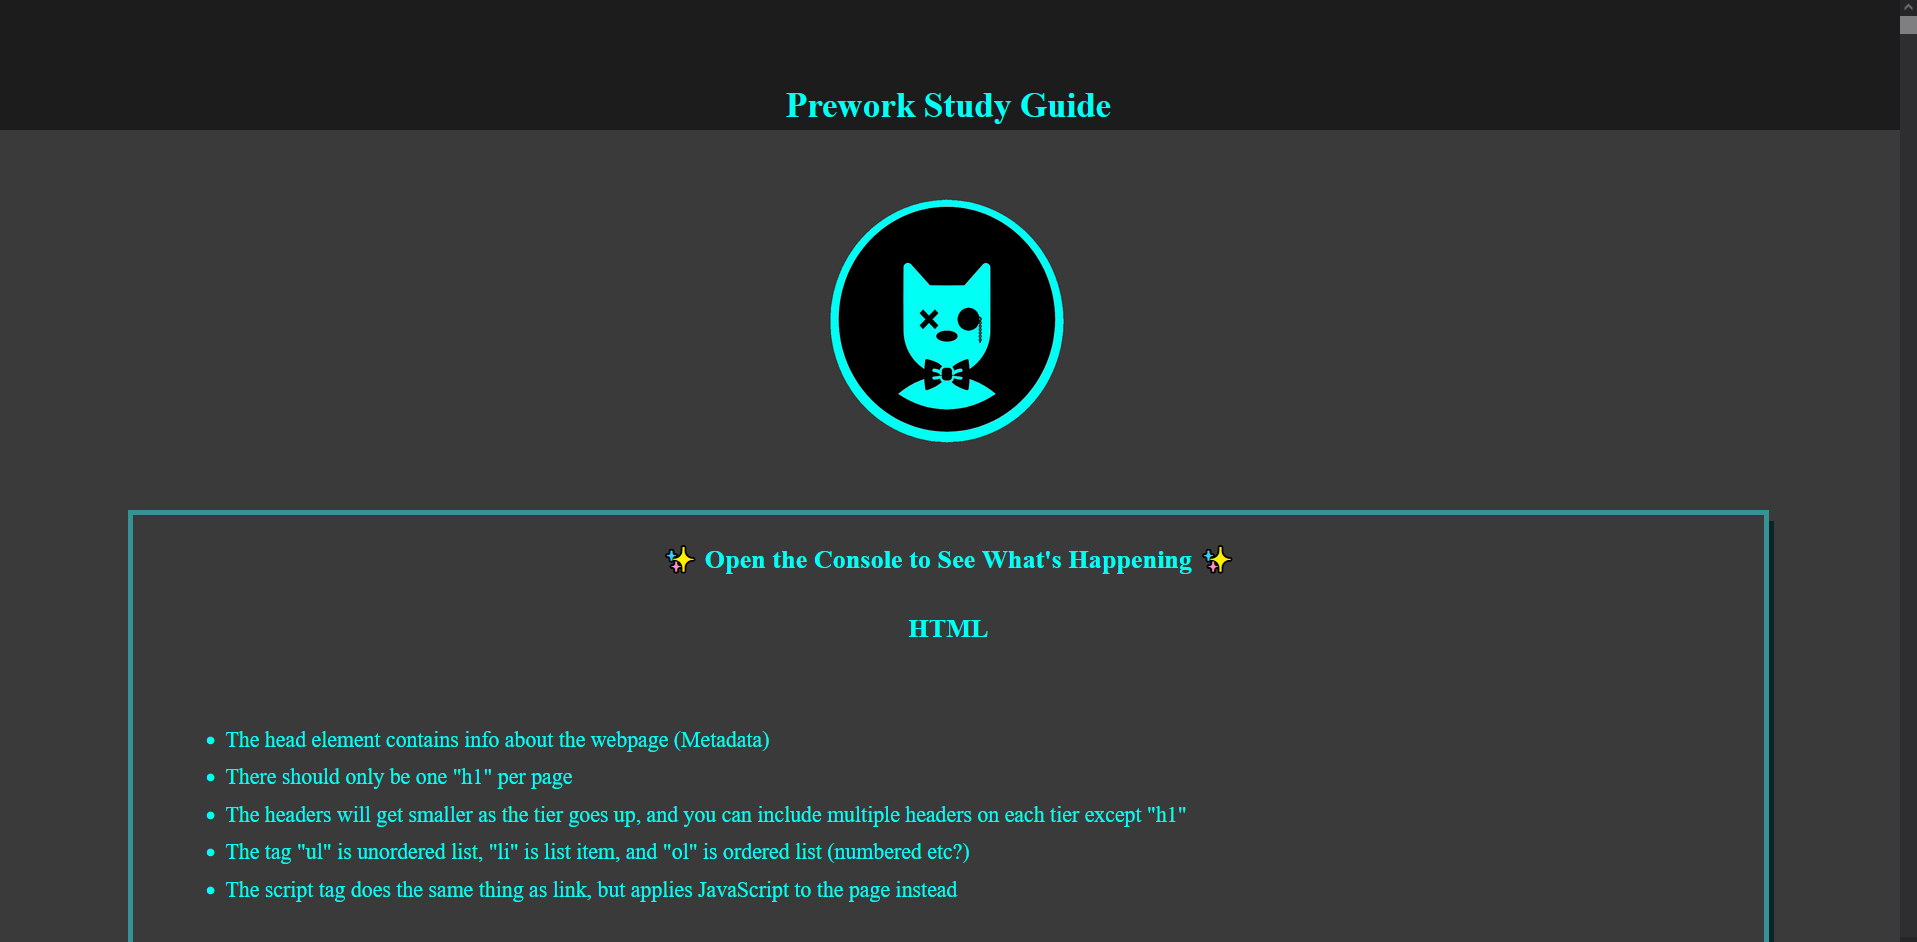 Prework Study Guide
✨ Open the Console to See What's Happening ✨
HTML
• The head element contains info about the webpage (Metadata)
• There should only be one "h1" per page
• The headers will get smaller as the tier goes up, and you can include multiple headers on each tier except "h1"
• The tag "ul" is unordered list, "li" is list item, and "ol" is ordered list (numbered etc?)
• The script tag does the same thing as link, but applies JavaScript to the page instead